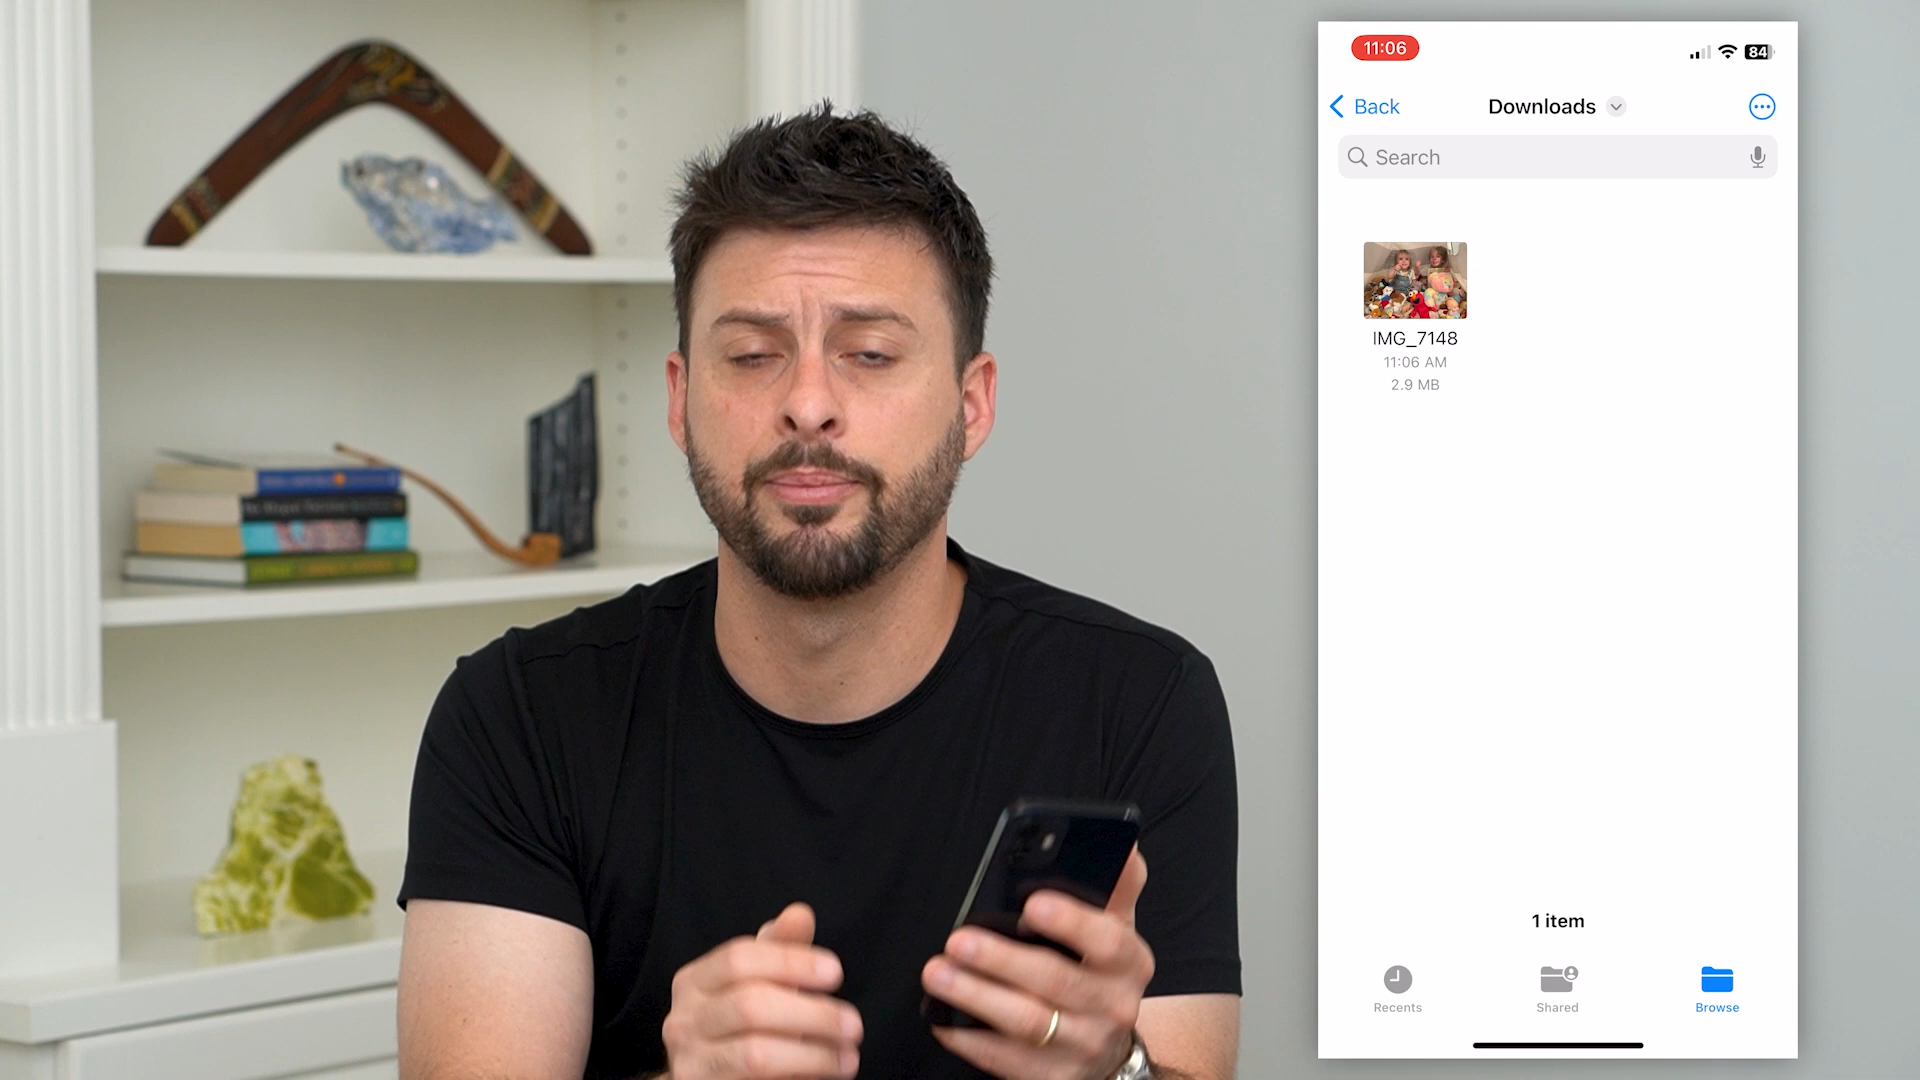 11:06
84
Back
Downloads
Search
IMG_7148
11:06 AM
2.9 MB
1 item
Recents
Shared
Browse